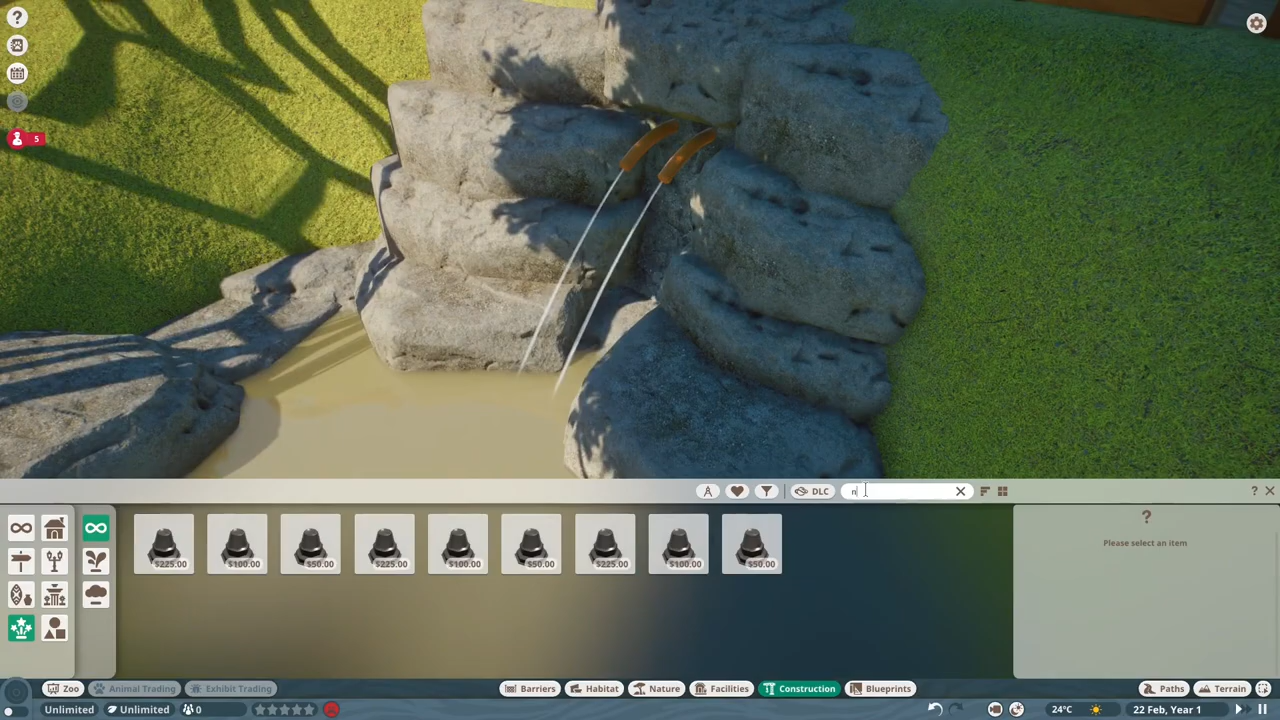 ?
5
DLC
n
?
$225.00 $100.00 $50.00 $225.00 $100.00 $50.00 $225.00 $100.00 $50.00
?
Please select an item
Zoo Animal Trading Exhibit Trading Barriers Habitat Nature Facilities Construction Blueprints Paths Terrain
Unlimited Unlimited 0 24°C 22 Feb, Year 1